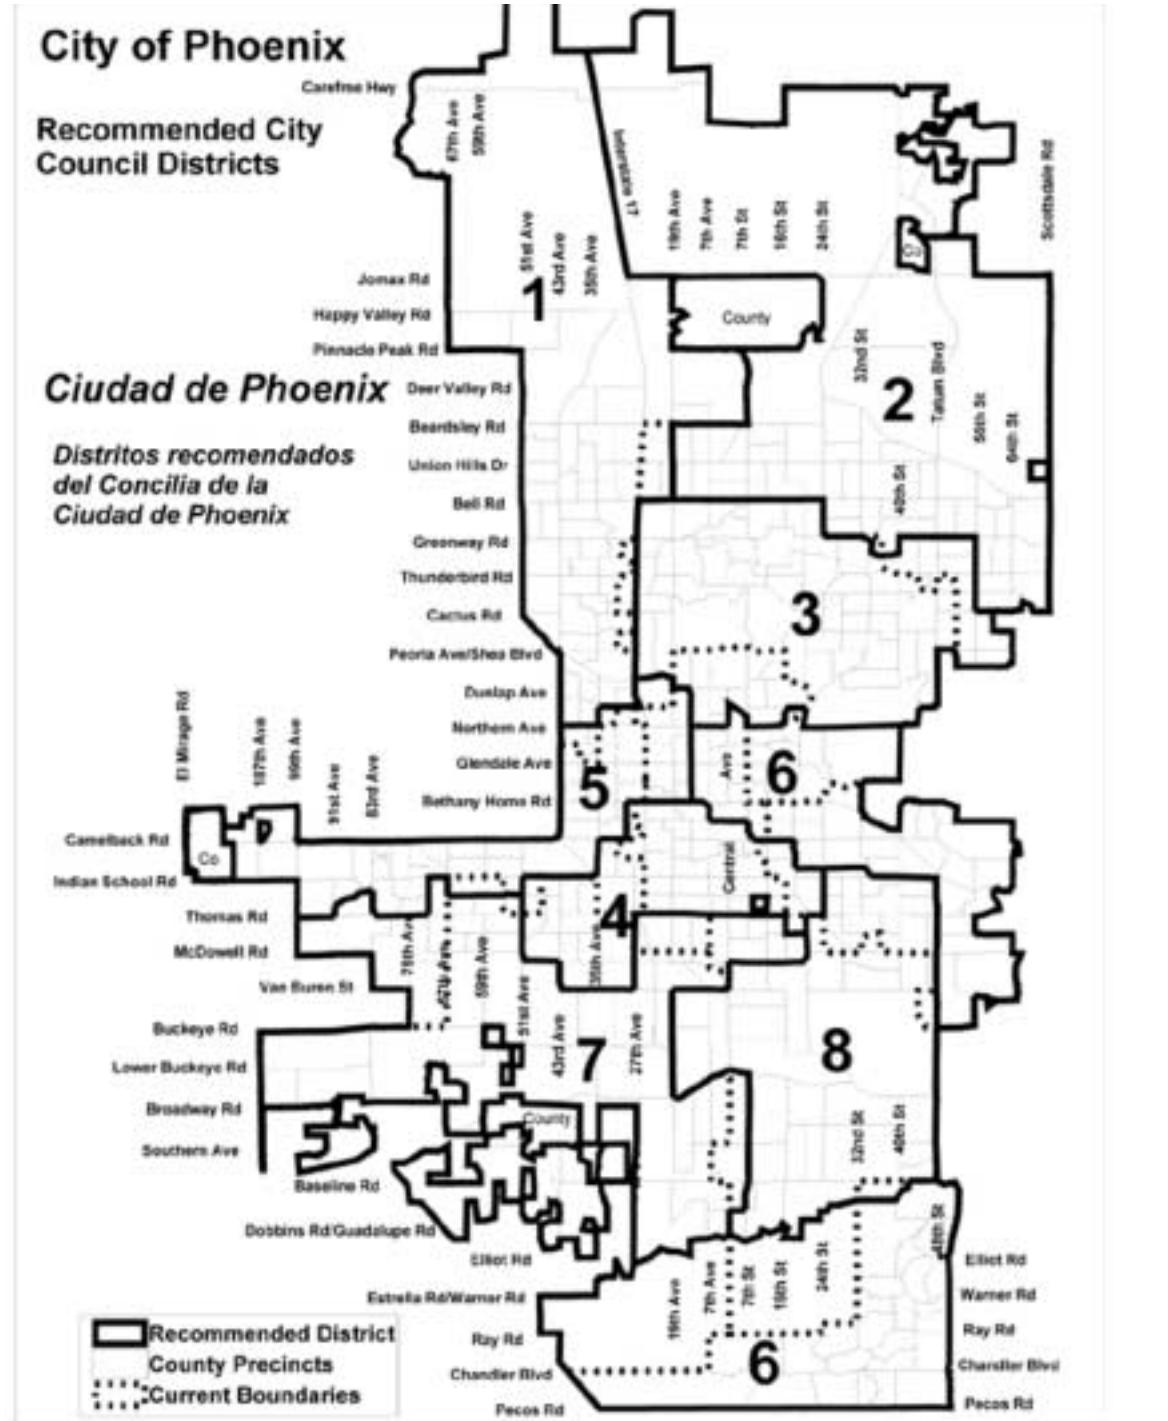 City of Phoenix
Recommended City
Council Districts
Carefree Hwy
67th Ave
59th Ave
Interstate 17
Scottsdale Rd
19th Ave
7th Ave
7th St
16th St
24th St
51st Ave
43rd Ave
35th Ave
Co
Jomax Rd
1
Happy Valley Rd
County
Pinnacle Peak Rd
Ciudad de Phoenix
Deer Valley Rd
32nd St
2
Tatum Blvd
56th St
64th St
Beardsley Rd
Distritos recomendados
del Concilia de la
Ciudad de Phoenix
Union Hills Dr
40th St
Bell Rd
Greenway Rd
Thunderbird Rd
Cactus Rd
3
Peoria Ave/Shea Blvd
Dunlap Ave
Northern Ave
El Mirage Rd
107th Ave
99th Ave
91st Ave
83rd Ave
Glendale Ave
5
Ave
6
Bethany Home Rd
Camelback Rd
Co
Central
Indian School Rd
Thomas Rd
4
McDowell Rd
75th Ave
67th Ave
59th Ave
35th Ave
Van Buren St
51st Ave
Buckeye Rd
43rd Ave
7
27th Ave
8
Lower Buckeye Rd
Broadway Rd
County
32nd St
40th St
Southern Ave
Baseline Rd
Dobbins Rd/Guadalupe Rd
48th St
Elliot Rd
Elliot Rd
19th Ave
7th Ave
7th St
16th St
24th St
Estrella Rd/Warner Rd
Warner Rd
Recommended District
Ray Rd
Ray Rd
County Precincts
Chandler Blvd
6
Chandler Blvd
Current Boundaries
Pecos Rd
Pecos Rd